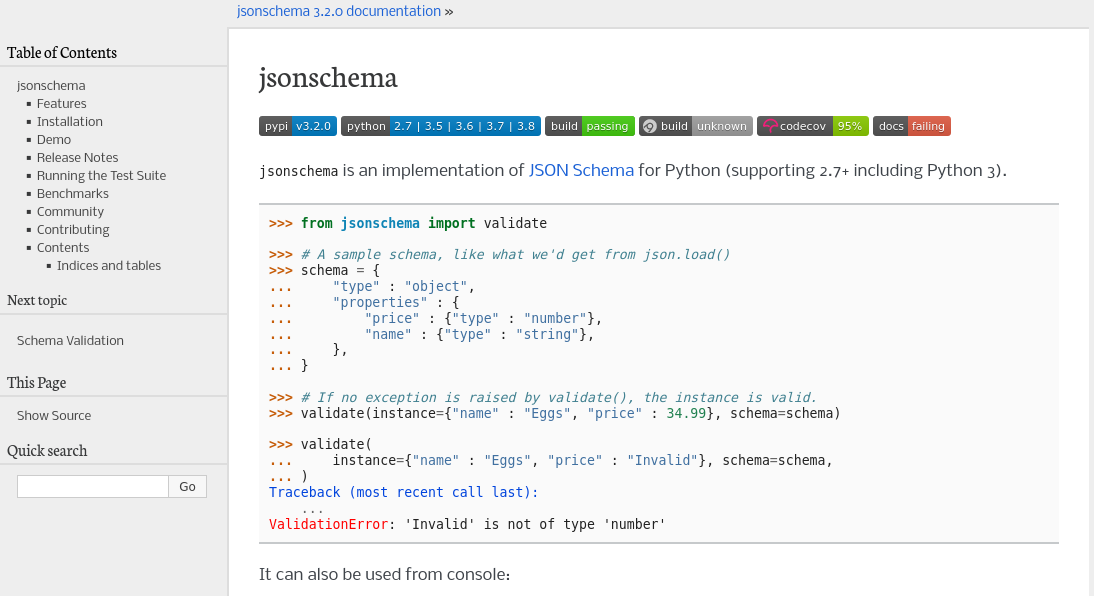 jsonschema 3.2.0 documentation »
Table of Contents
jsonschema
▪ Features
▪ Installation
▪ Demo
▪ Release Notes
▪ Running the Test Suite
▪ Benchmarks
▪ Community
▪ Contributing
▪ Contents
▪ Indices and tables
Next topic
Schema Validation
This Page
Show Source
Quick search
Go
jsonschema
pypi v3.2.0 python 2.7 | 3.5 | 3.6 | 3.7 | 3.8 build passing build unknown codecov 95% docs failing
jsonschema is an implementation of JSON Schema for Python (supporting 2.7+ including Python 3).
>>> from jsonschema import validate
>>> # A sample schema, like what we'd get from json.load()
>>> schema = {
...     "type" : "object",
...     "properties" : {
...         "price" : {"type" : "number"},
...         "name" : {"type" : "string"},
...     },
... }
>>> # If no exception is raised by validate(), the instance is valid.
>>> validate(instance={"name" : "Eggs", "price" : 34.99}, schema=schema)
>>> validate(
...     instance={"name" : "Eggs", "price" : "Invalid"}, schema=schema,
... )
Traceback (most recent call last):
    ...
ValidationError: 'Invalid' is not of type 'number'
It can also be used from console: